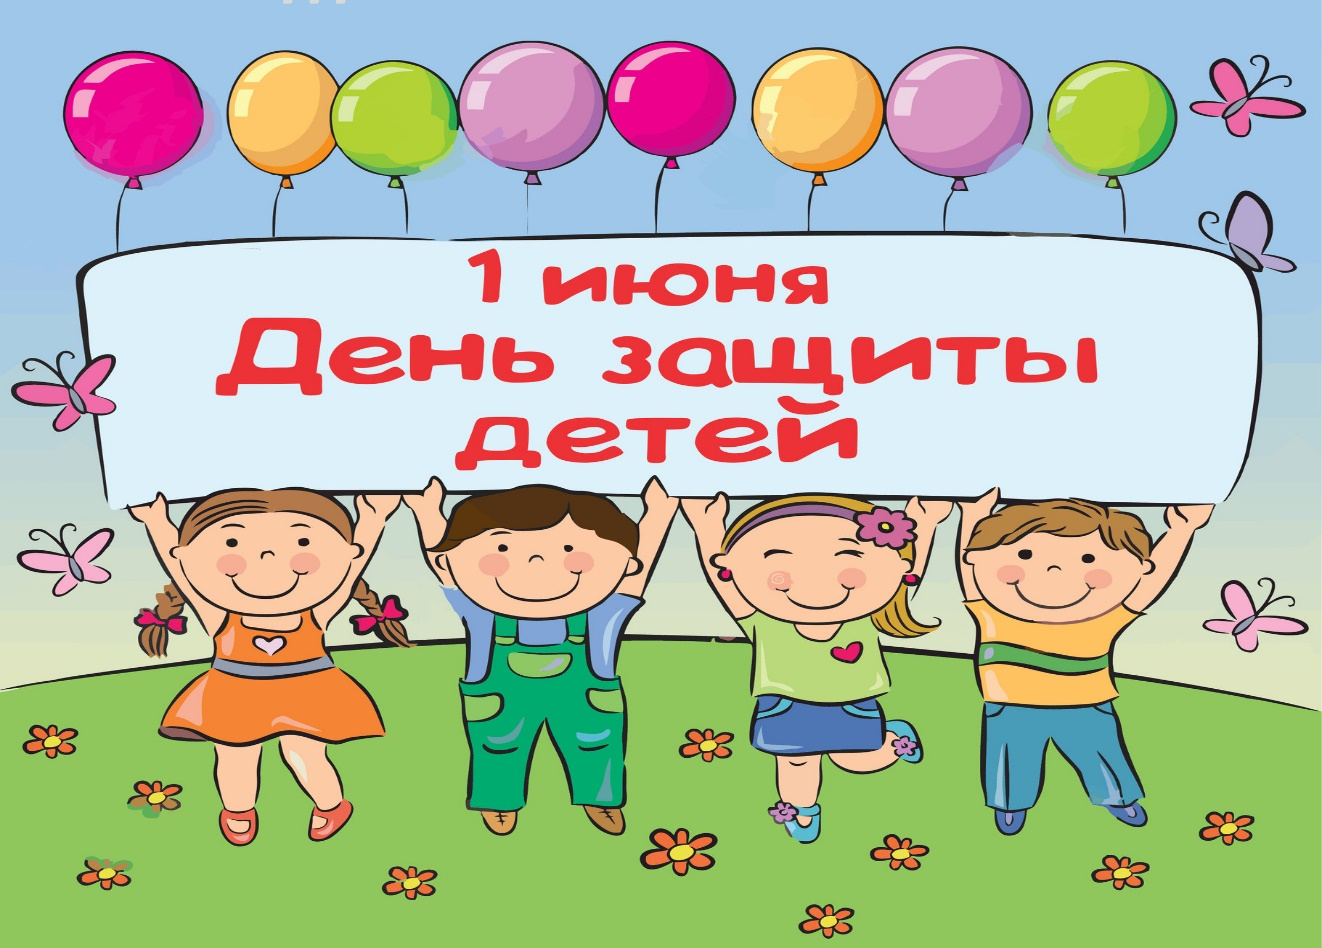 1 июня
День защиты
детей